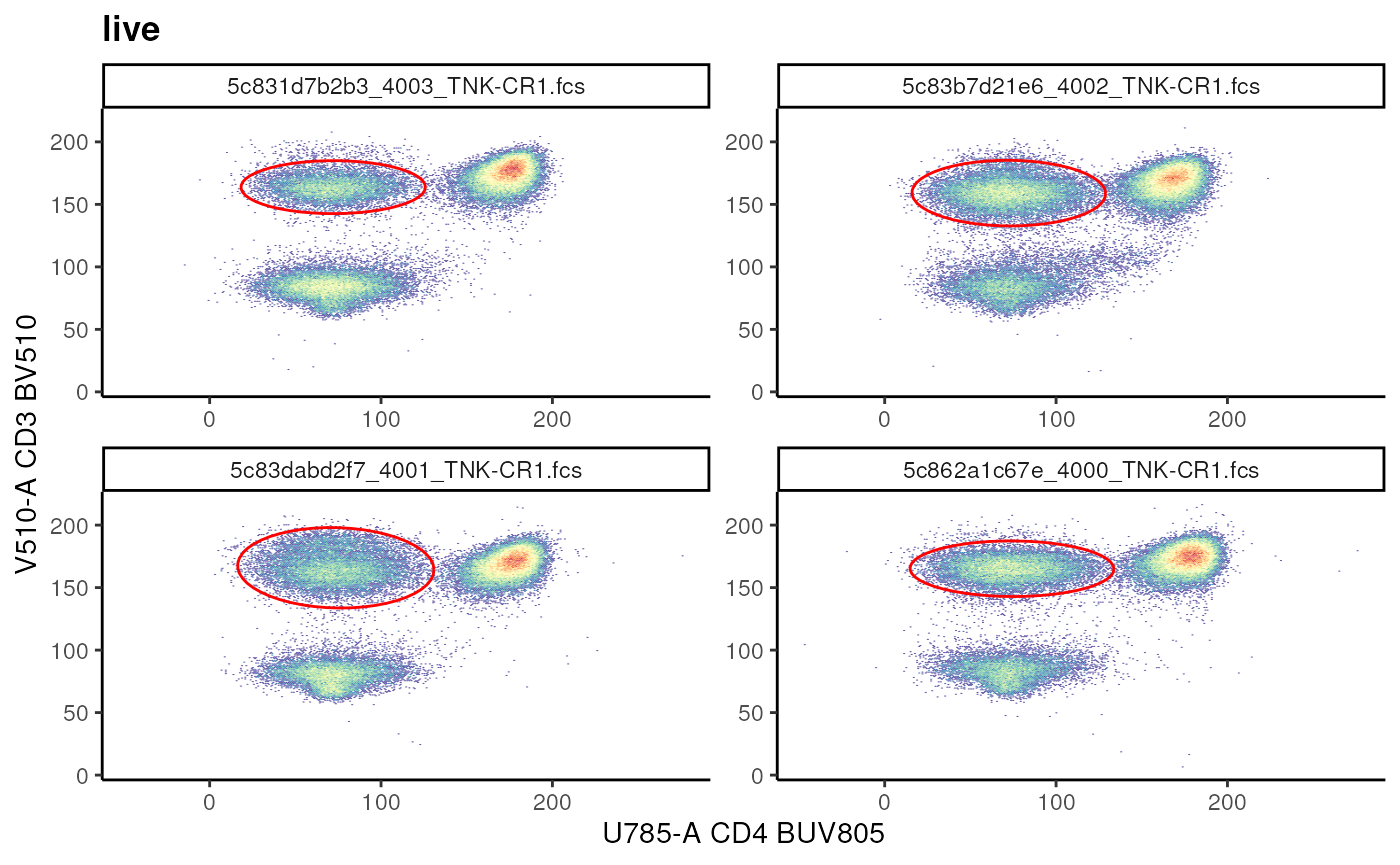 live
5c831d7b2b3_4003_TNK-CR1.fcs
5c83b7d21e6_4002_TNK-CR1.fcs
200
150
100
50
0
0 100 200
200
150
100
50
0
0 100 200
5c83dabd2f7_4001_TNK-CR1.fcs
5c862a1c67e_4000_TNK-CR1.fcs
200
150
100
50
0
0 100 200
200
150
100
50
0
0 100 200
V510-A CD3 BV510
U785-A CD4 BUV805